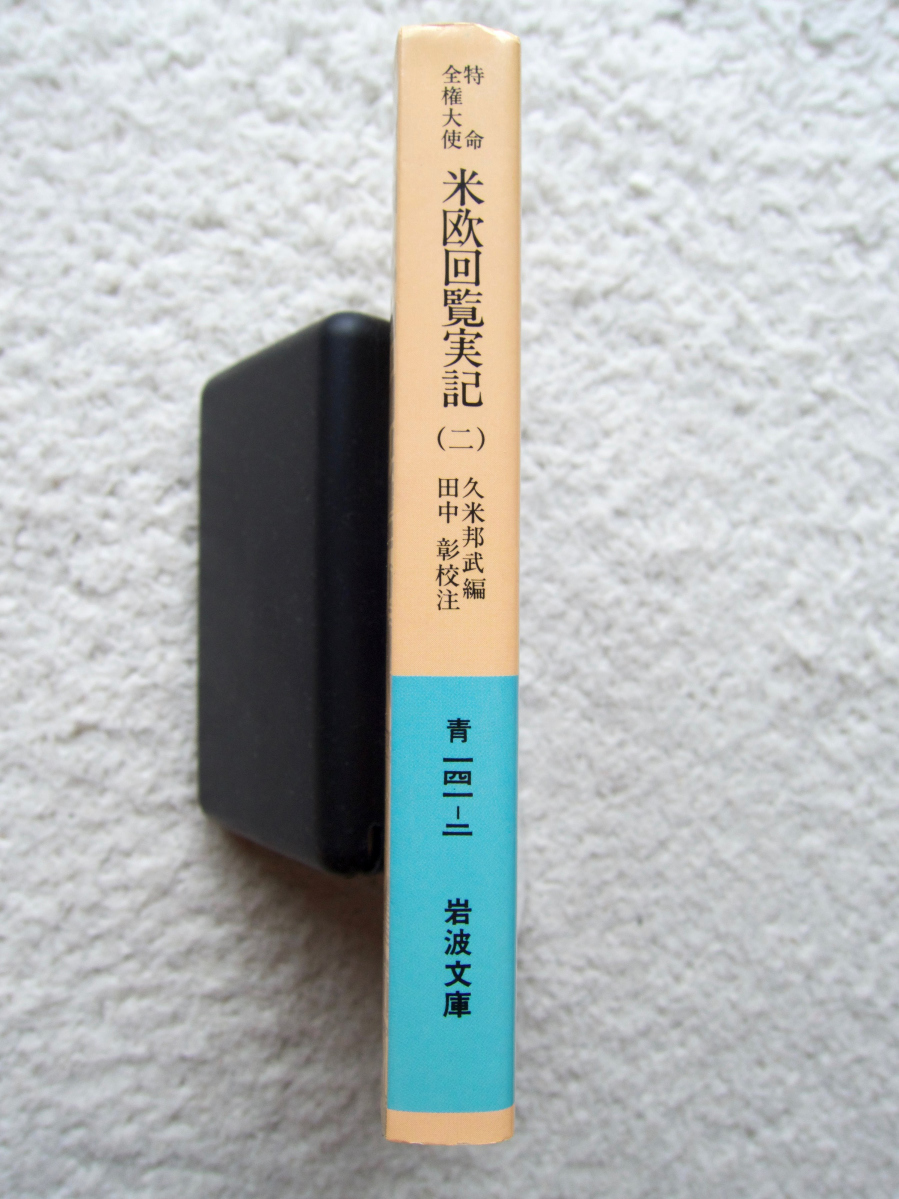 特命
全権大使
米欧回覧実記
(二)
久米邦武編
田中彰校注
青一四一-二
岩波文庫